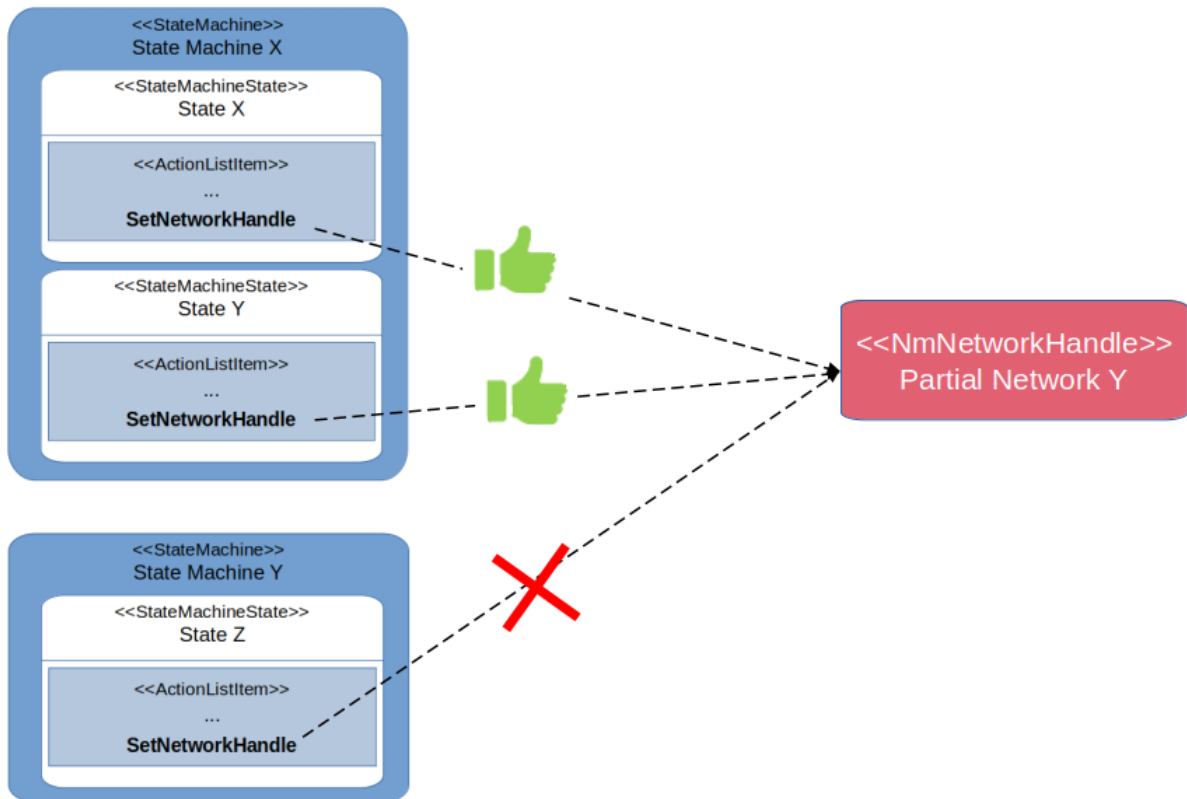 <<StateMachine>>
State Machine X
<<StateMachineState>>
State X
<<ActionListItem>>
...
SetNetworkHandle
<<StateMachineState>>
State Y
<<ActionListItem>>
...
SetNetworkHandle
<<NmNetworkHandle>>
Partial Network Y
<<StateMachine>>
State Machine Y
<<StateMachineState>>
State Z
<<ActionListItem>>
...
SetNetworkHandle